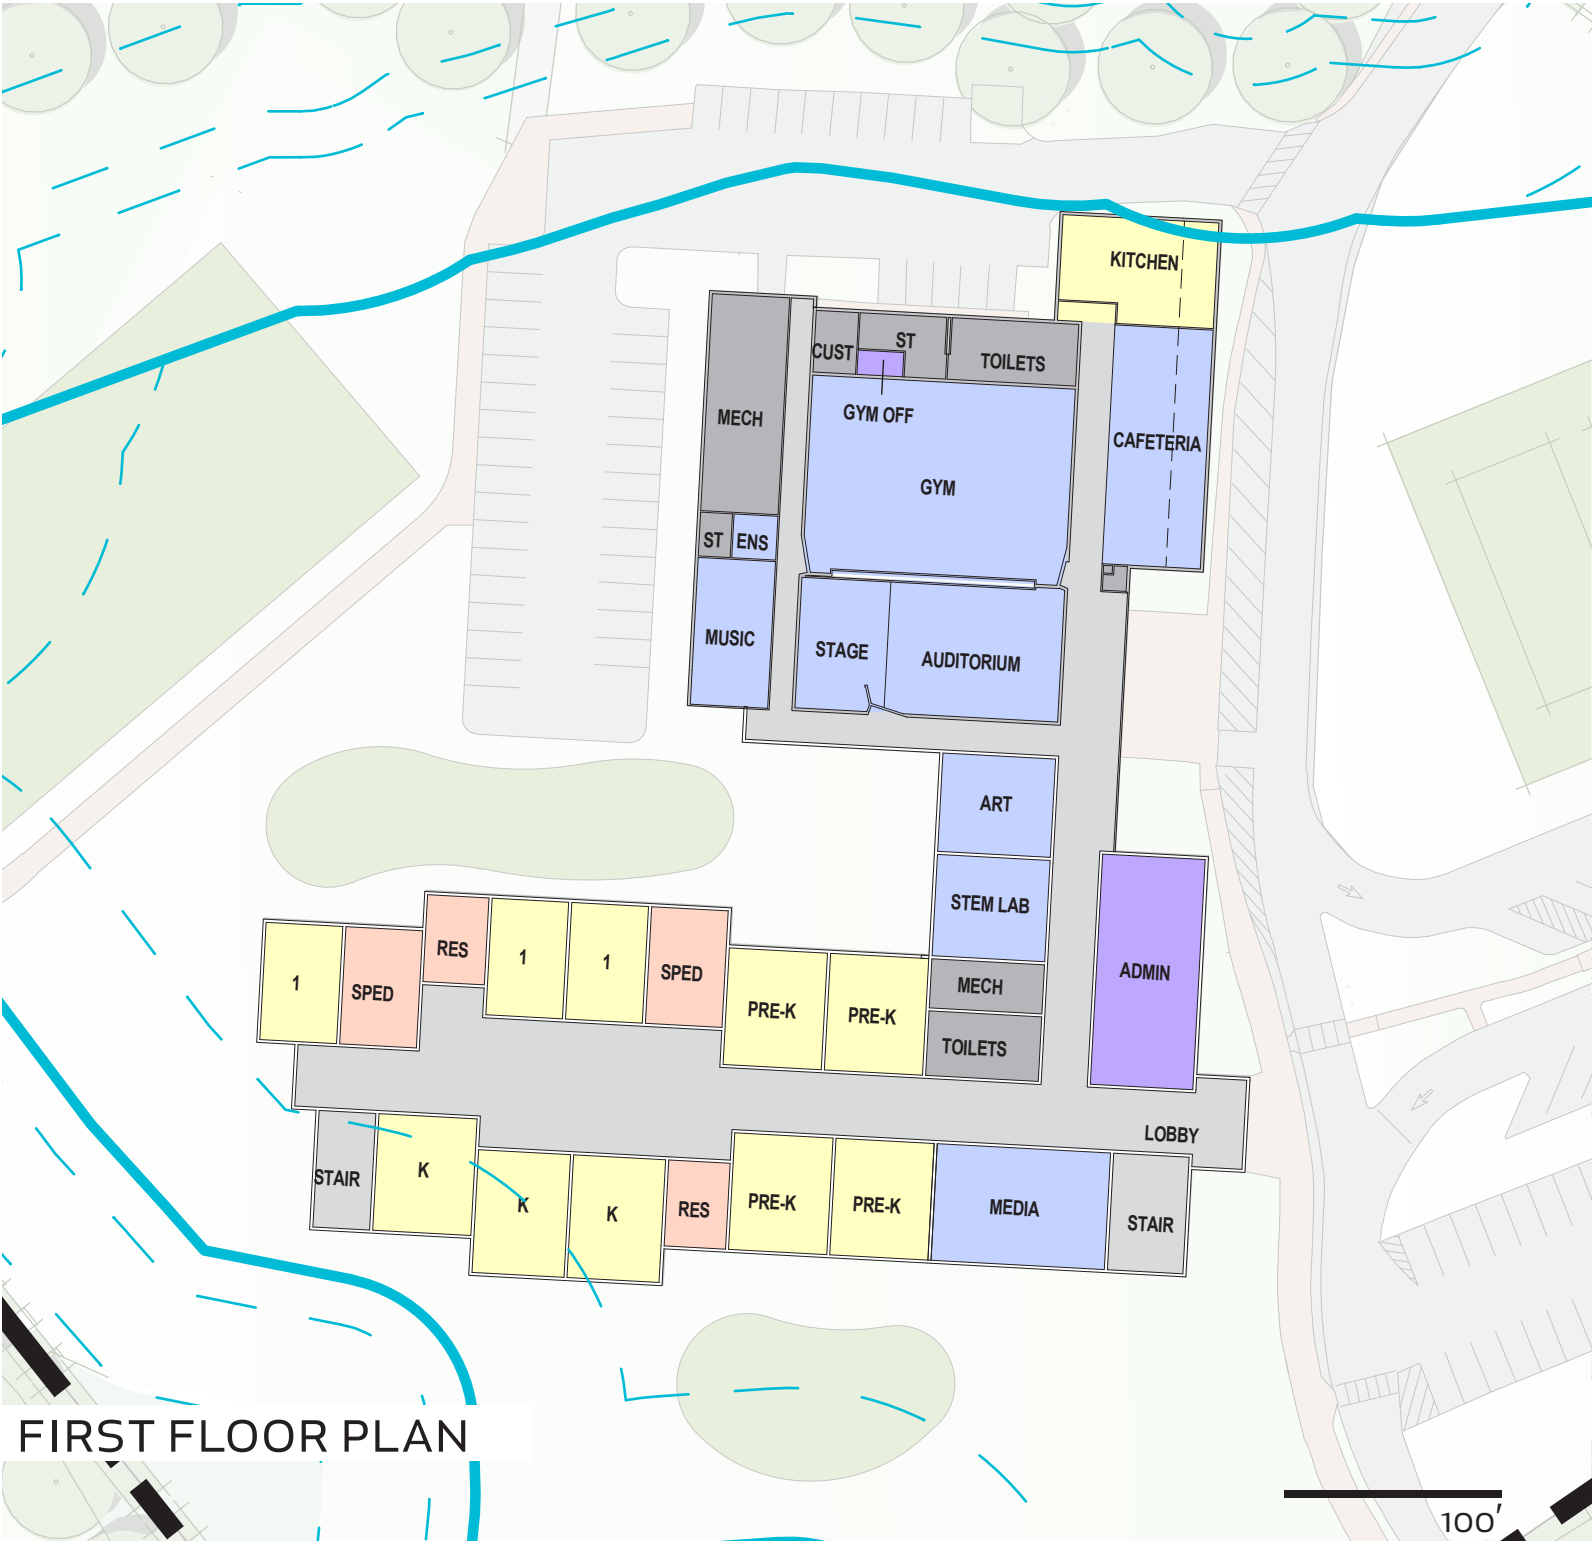 KITCHEN
ST
CUST
TOILETS
MECH
GYM OFF
CAFETERIA
GYM
ST
ENS
MUSIC
STAGE
AUDITORIUM
ART
STEM LAB
RES
1
1
SPED
ADMIN
1
SPED
MECH
PRE-K
PRE-K
TOILETS
LOBBY
STAIR
K
K
K
RES
PRE-K
PRE-K
MEDIA
STAIR
FIRST FLOOR PLAN
100'